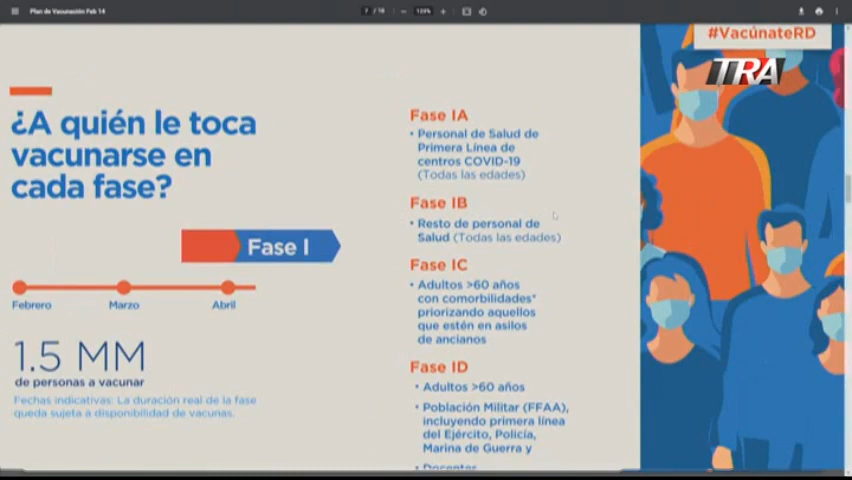 Plan de Vacunación Feb 14
7 / 18
#VacúnateRD
TRA
¿A quién le toca
vacunarse en
cada fase?
Fase I
Febrero
Marzo
Abril
1.5 MM
de personas a vacunar
Fechas indicativas: La duración real de la fase
queda sujeta a disponibilidad de vacunas.
Fase IA
• Personal de Salud de
Primera Línea de
centros COVID-19
(Todas las edades)
Fase IB
• Resto de personal de
Salud (Todas las edades)
Fase IC
• Adultos >60 años
con comorbilidades*
priorizando aquellos
que estén en asilos
de ancianos
Fase ID
• Adultos >60 años
• Población Militar (FFAA),
incluyendo primera línea
del Ejército, Policía,
Marina de Guerra y
• Docentes